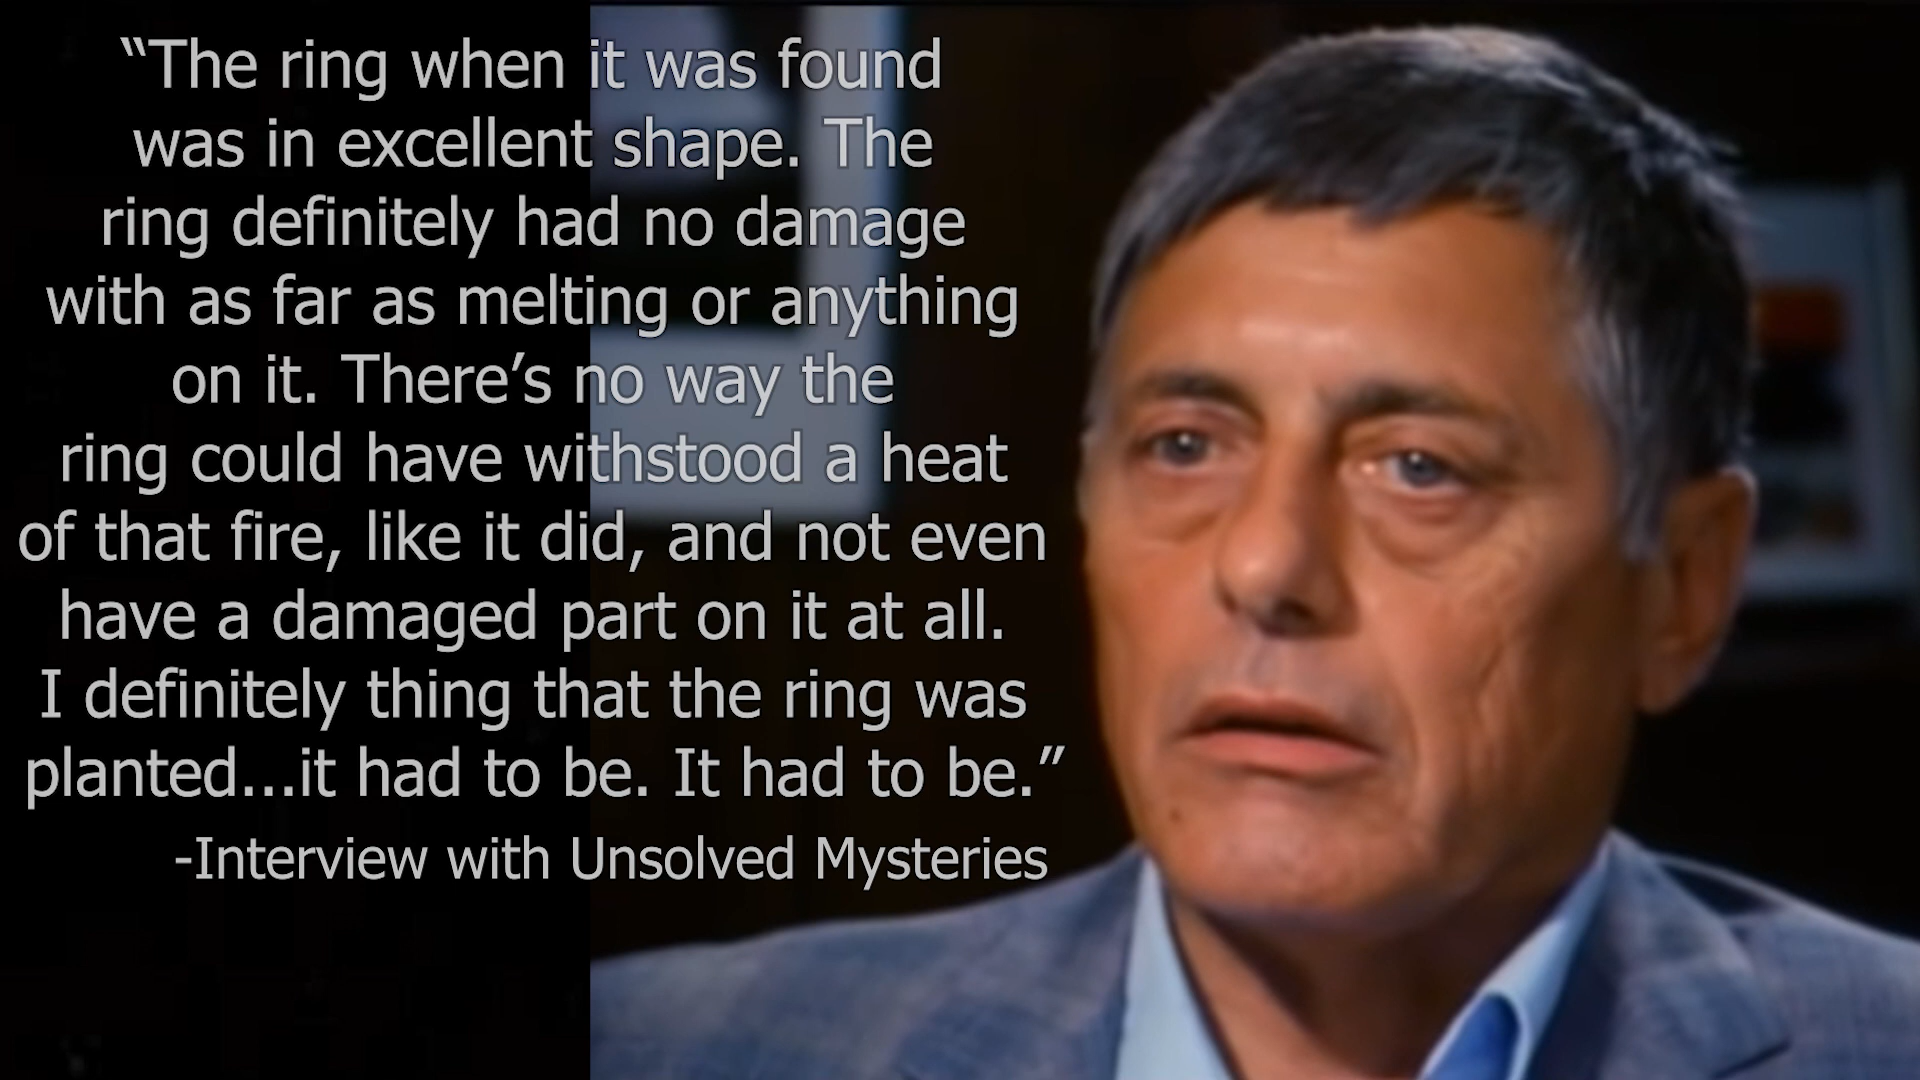 “The ring when it was found
was in excellent shape. The
ring definitely had no damage
with as far as melting or anything
on it. There’s no way the
ring could have withstood a heat
of that fire, like it did, and not even
have a damaged part on it at all.
I definitely thing that the ring was
planted...it had to be. It had to be.”
-Interview with Unsolved Mysteries